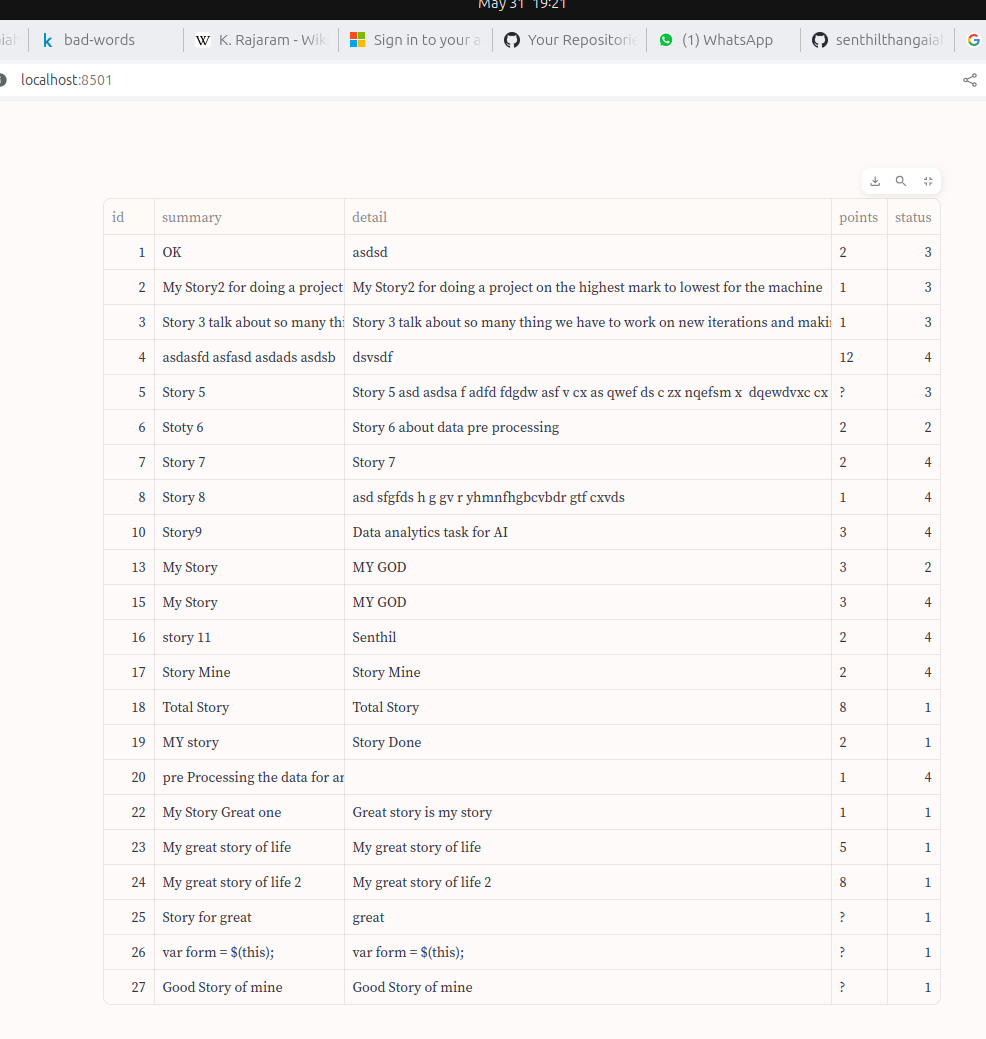 May 31 19:21
bad-words
K. Rajaram - Wik
Sign in to your a
Your Repositorie
(1) WhatsApp
senthilthangaial
localhost:8501
id summary detail points status
1 OK asdsd 2 3
2 My Story2 for doing a project My Story2 for doing a project on the highest mark to lowest for the machine 1 3
3 Story 3 talk about so many thi Story 3 talk about so many thing we have to work on new iterations and makin 1 3
4 asdasfd asfasd asdads asdsb dsvsdf 12 4
5 Story 5 Story 5 asd asdsa f adfd fdgdw asf v cx as qwef ds c zx nqefsm x dqewdvxc cx ? 3
6 Stoty 6 Story 6 about data pre processing 2 2
7 Story 7 Story 7 2 4
8 Story 8 asd sfgfds h g gv r yhmnfhgbcvbdr gtf cxvds 1 4
10 Story9 Data analytics task for AI 3 4
13 My Story MY GOD 3 2
15 My Story MY GOD 3 4
16 story 11 Senthil 2 4
17 Story Mine Story Mine 2 4
18 Total Story Total Story 8 1
19 MY story Story Done 2 1
20 pre Processing the data for an 1 4
22 My Story Great one Great story is my story 1 1
23 My great story of life My great story of life 5 1
24 My great story of life 2 My great story of life 2 8 1
25 Story for great great ? 1
26 var form = $(this); var form = $(this); ? 1
27 Good Story of mine Good Story of mine ? 1